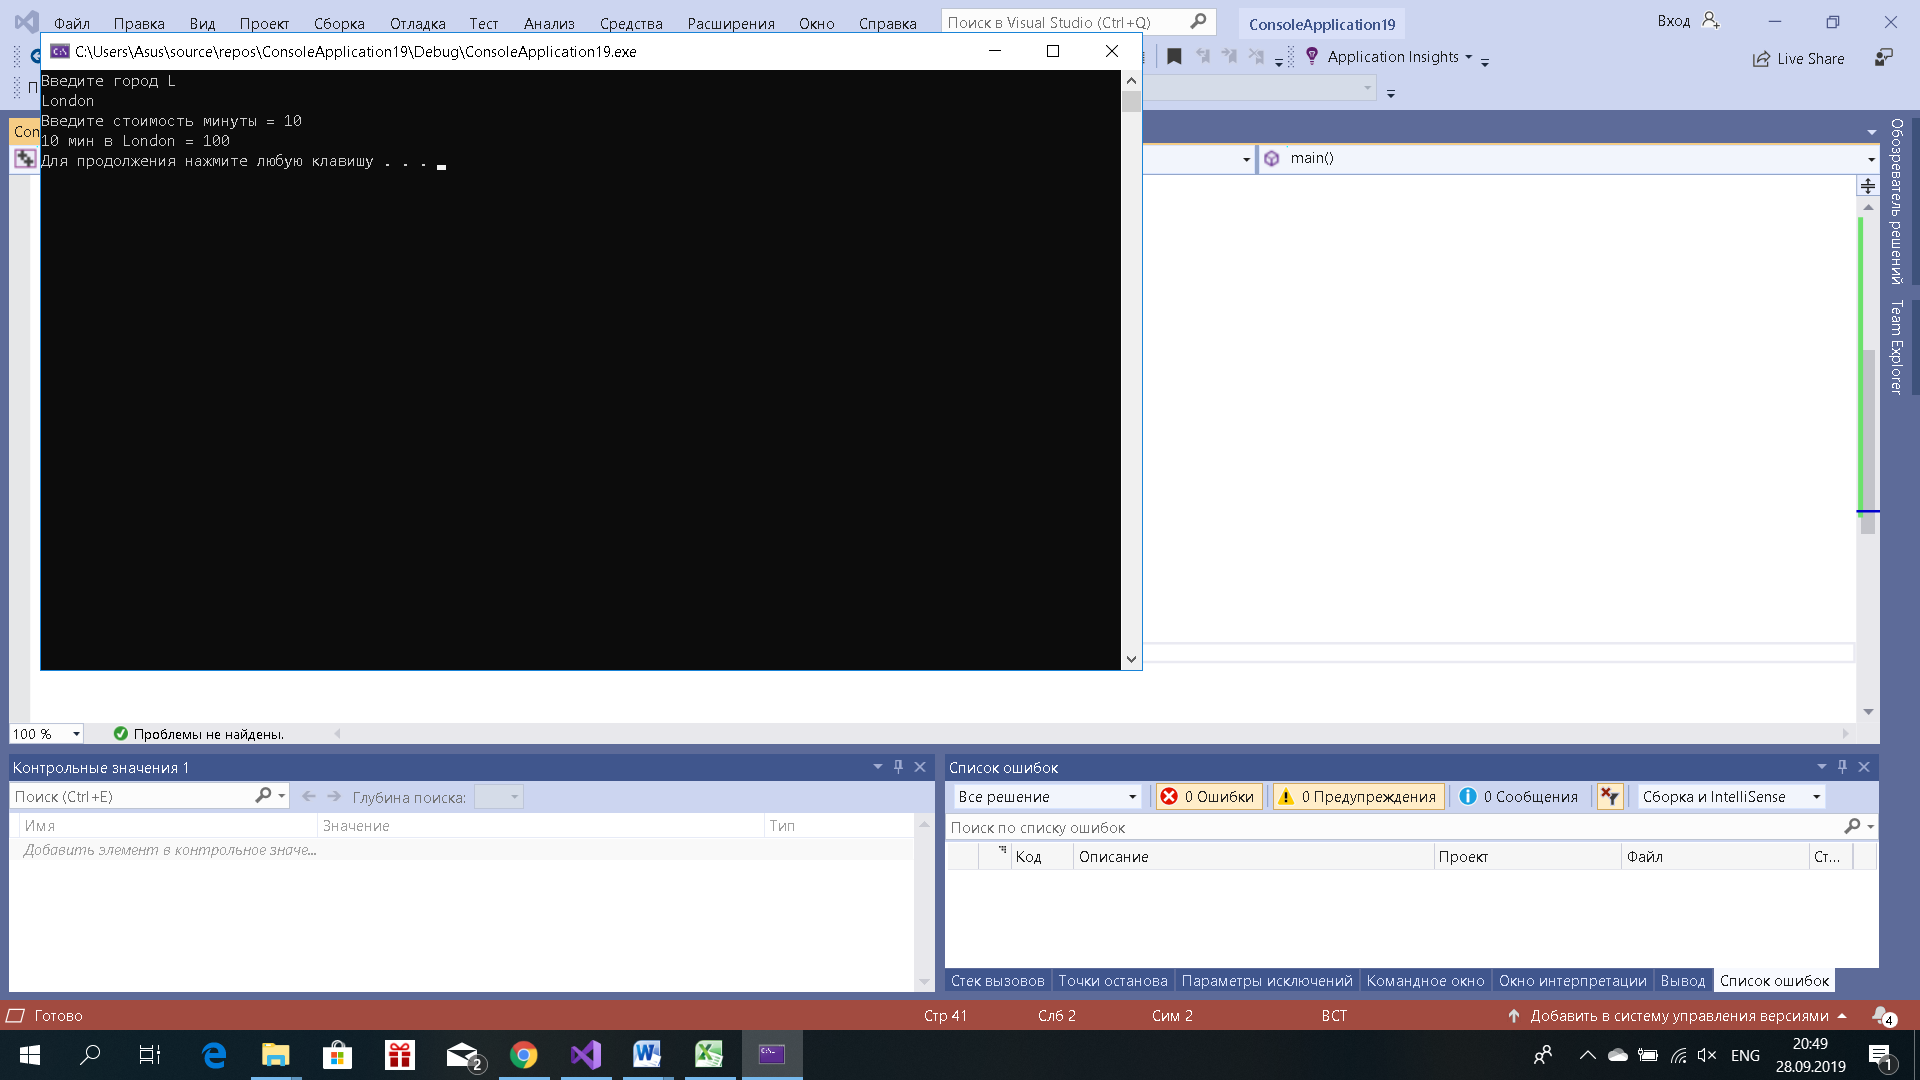 Файл Правка Вид Проект Сборка Отладка Тест Анализ Средства Расширения Окно Справка Поиск в Visual Studio (Ctrl+Q) ConsoleApplication19 Вход
C:\Users\Asus\source\repos\ConsoleApplication19\Debug\ConsoleApplication19.exe
Application Insights Live Share
Введите город L
London
Введите стоимость минуты = 10
10 мин в London = 100
Для продолжения нажмите любую клавишу . . .
П
Con
main()
Обозреватель решений
Team Explorer
100 % Проблемы не найдены.
Контрольные значения 1
Поиск (Ctrl+E) Глубина поиска:
Имя Значение Тип
Добавить элемент в контрольное значе...
Список ошибок
Все решение 0 Ошибки 0 Предупреждения 0 Сообщения Сборка и IntelliSense
Поиск по списку ошибок
Код Описание Проект Файл Ст...
Стек вызовов Точки останова Параметры исключений Командное окно Окно интерпретации Вывод Список ошибок
Готово Стр 41 Слб 2 Сим 2 ВСТ Добавить в систему управления версиями 4
2 ENG 20:49
28.09.2019 1